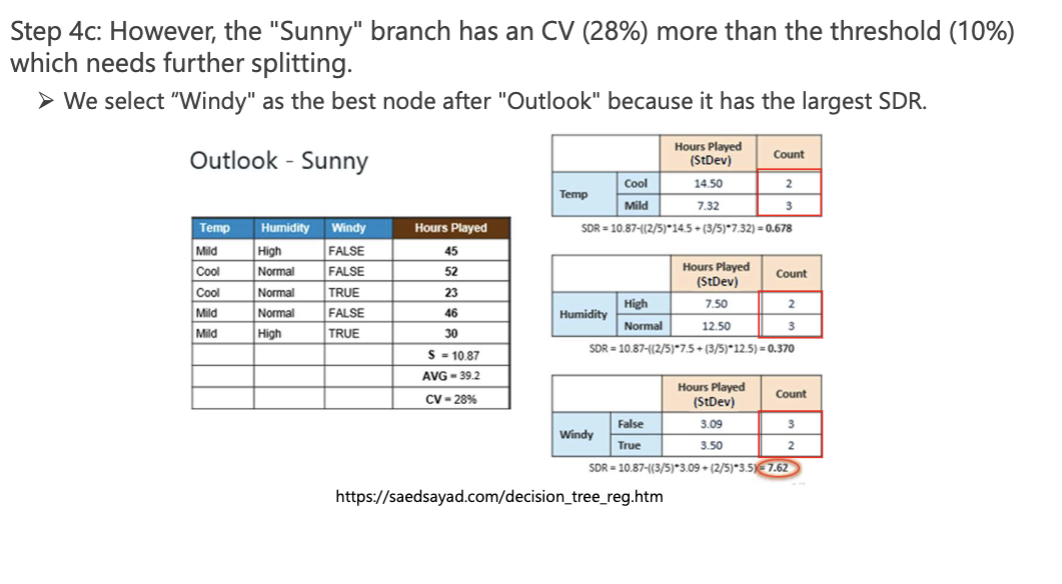 Step 4c: However, the "Sunny" branch has an CV (28%) more than the threshold (10%)
which needs further splitting.
➢ We select “Windy" as the best node after "Outlook" because it has the largest SDR.
Outlook - Sunny
Temp Humidity Windy Hours Played
Mild High FALSE 45
Cool Normal FALSE 52
Cool Normal TRUE 23
Mild Normal FALSE 46
Mild High TRUE 30
S = 10.87
AVG = 39.2
CV = 28%
Hours Played
(StDev)
Count
Temp
Cool 14.50 2
Mild 7.32 3
SDR = 10.87-((2/5)*14.5 + (3/5)*7.32) = 0.678
Hours Played
(StDev)
Count
Humidity
High 7.50 2
Normal 12.50 3
SDR = 10.87-((2/5)*7.5 + (3/5)*12.5) = 0.370
Hours Played
(StDev)
Count
Windy
False 3.09 3
True 3.50 2
SDR = 10.87-((3/5)*3.09 + (2/5)*3.5)= 7.62
https://saedsayad.com/decision_tree_reg.htm